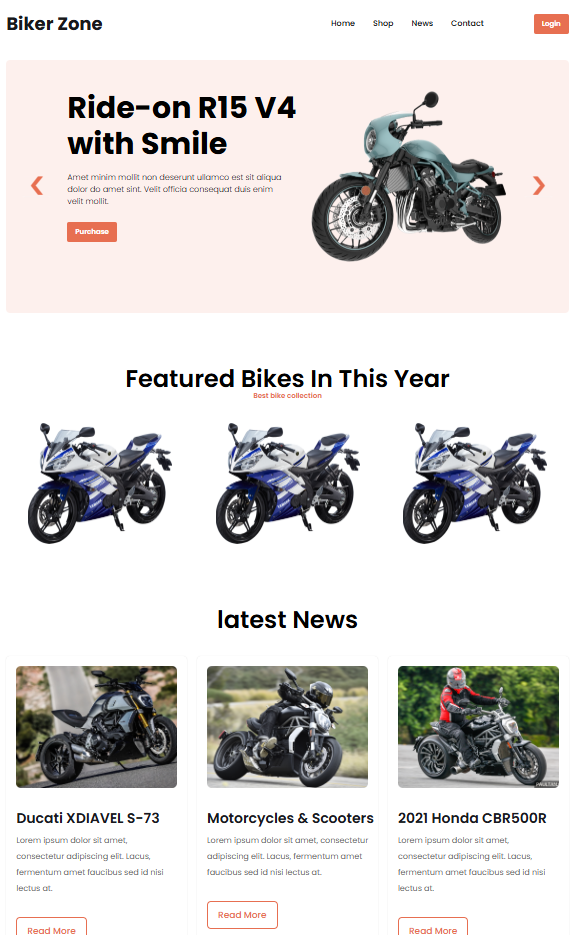 Biker Zone
Home Shop News Contact Login
Ride-on R15 V4
with Smile
Amet minim mollit non deserunt ullamco est sit aliqua
dolor do amet sint. Velit officia consequat duis enim
velit mollit.
Purchase
Featured Bikes In This Year
Best bike collection
latest News
Ducati XDIAVEL S-73
Lorem ipsum dolor sit amet,
consectetur adipiscing elit. Lacus,
fermentum amet faucibus sed id nisi
lectus at.
Read More
Motorcycles & Scooters
Lorem ipsum dolor sit amet,
consectetur adipiscing elit. Lacus,
fermentum amet faucibus sed id nisi
Read More
2021 Honda CBR500R
Lorem ipsum dolor sit amet,
consectetur adipiscing elit. Lacus,
fermentum amet faucibus sed id nisi
lectus at.
Read More